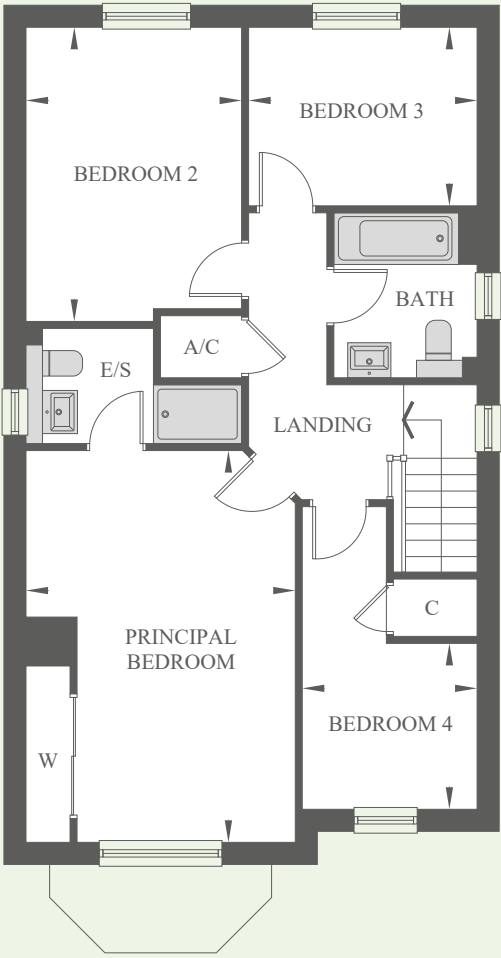 BEDROOM 3
BEDROOM 2
BATH
A/C
E/S
LANDING
C
PRINCIPAL
BEDROOM
BEDROOM 4
W